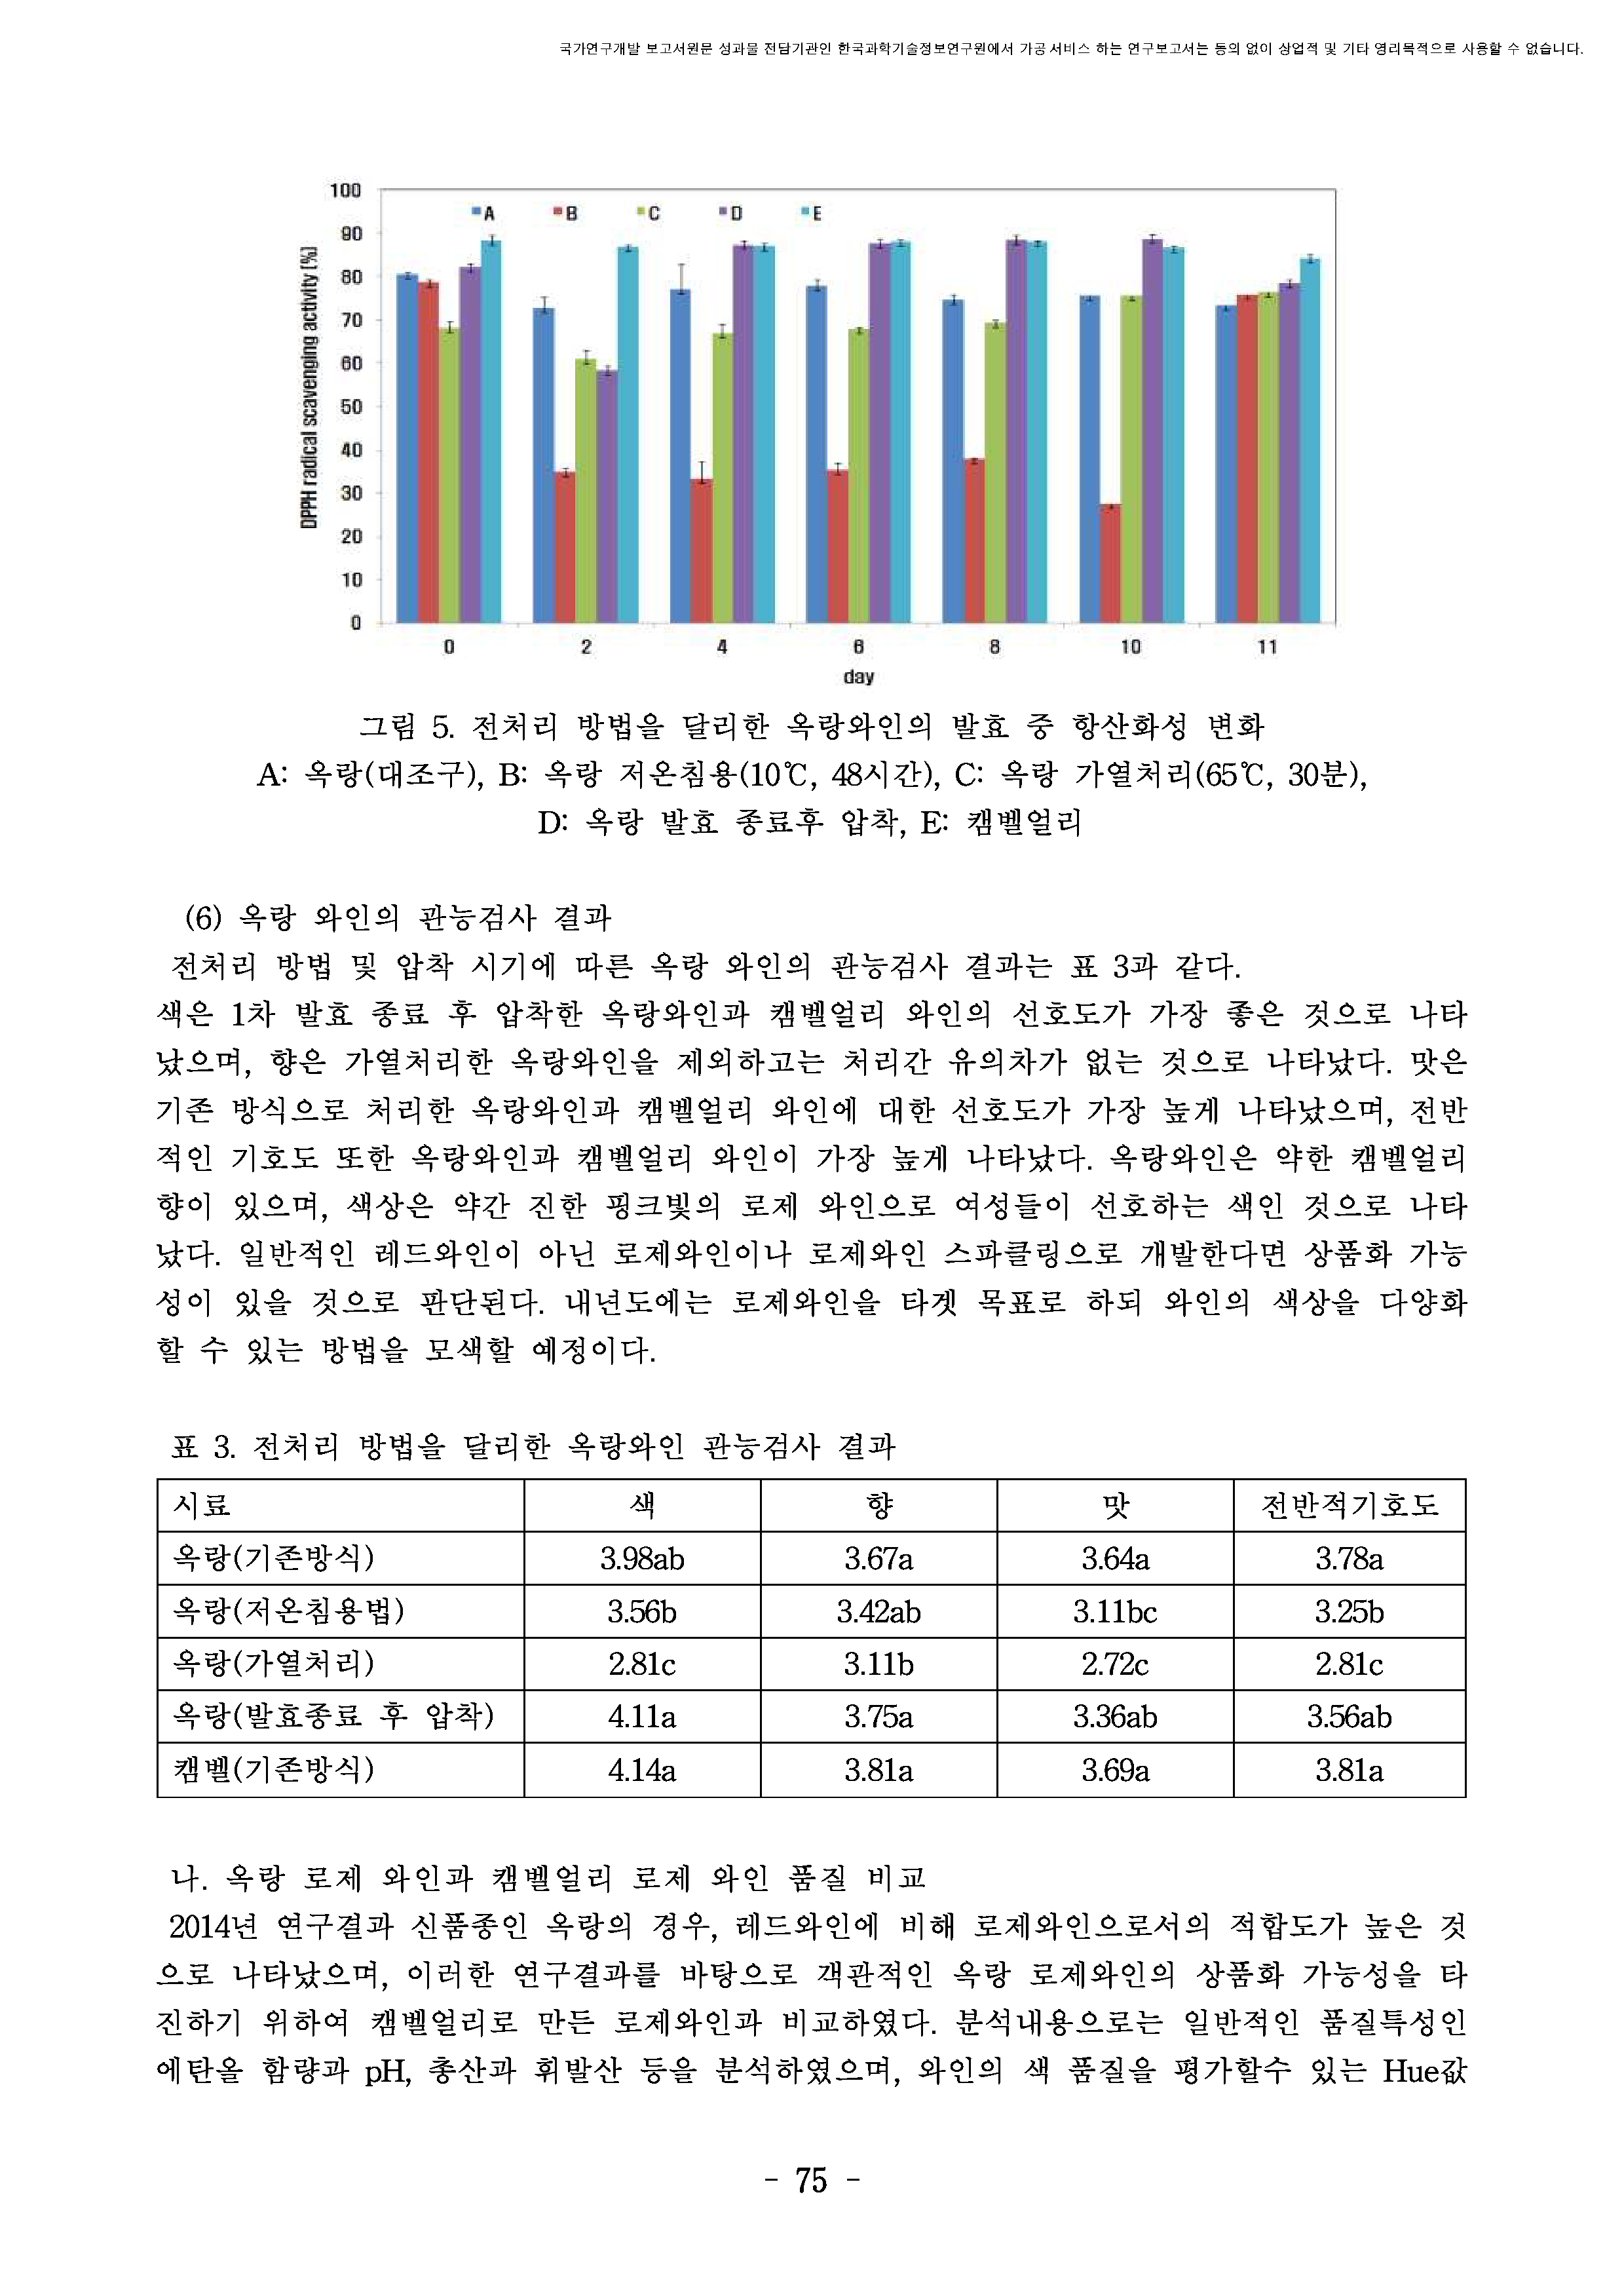 국가연구개발 보고서원문 성과물 전담기관인 한국과학기술정보연구원에서 가공·서비스 하는 연구보고서는 동의 없이 상업적 및 기타 영리목적으로 사용할 수 없습니다.
100
90
80
70
60
50
40
30
20
10
0
DPPH radical scavenging activity (%)
A B C D E
0 2 4 6 8 10 11
day
그림 5. 전처리 방법을 달리한 옥랑와인의 발효 중 항산화성 변화
A: 옥랑(대조구), B: 옥랑 저온침용(10℃, 48시간), C: 옥랑 가열처리(65℃, 30분),
D: 옥랑 발효 종료후 압착, E: 캠벨얼리
(6) 옥랑 와인의 관능검사 결과
전처리 방법 및 압착 시기에 따른 옥랑 와인의 관능검사 결과는 표 3과 같다.
색은 1차 발효 종료 후 압착한 옥랑와인과 캠벨얼리 와인의 선호도가 가장 좋은 것으로 나타
났으며, 향은 가열처리한 옥랑와인을 제외하고는 처리간 유의차가 없는 것으로 나타났다. 맛은
기존 방식으로 처리한 옥랑와인과 캠벨얼리 와인에 대한 선호도가 가장 높게 나타났으며, 전반
적인 기호도 또한 옥랑와인과 캠벨얼리 와인이 가장 높게 나타났다. 옥랑와인은 약한 캠벨얼리
향이 있으며, 색상은 약간 진한 핑크빛의 로제 와인으로 여성들이 선호하는 색인 것으로 나타
났다. 일반적인 레드와인이 아닌 로제와인이나 로제와인 스파클링으로 개발한다면 상품화 가능
성이 있을 것으로 판단된다. 내년도에는 로제와인을 타겟 목표로 하되 와인의 색상을 다양화
할 수 있는 방법을 모색할 예정이다.
표 3. 전처리 방법을 달리한 옥랑와인 관능검사 결과
시료 색 향 맛 전반적기호도
옥랑(기존방식) 3.98ab 3.67a 3.64a 3.78a
옥랑(저온침용법) 3.56b 3.42ab 3.11bc 3.25b
옥랑(가열처리) 2.81c 3.11b 2.72c 2.81c
옥랑(발효종료 후 압착) 4.11a 3.75a 3.36ab 3.56ab
캠벨(기존방식) 4.14a 3.81a 3.69a 3.81a
나. 옥랑 로제 와인과 캠벨얼리 로제 와인 품질 비교
2014년 연구결과 신품종인 옥랑의 경우, 레드와인에 비해 로제와인으로서의 적합도가 높은 것
으로 나타났으며, 이러한 연구결과를 바탕으로 객관적인 옥랑 로제와인의 상품화 가능성을 타
진하기 위하여 캠벨얼리로 만든 로제와인과 비교하였다. 분석내용으로는 일반적인 품질특성인
에탄올 함량과 pH, 총산과 휘발산 등을 분석하였으며, 와인의 색 품질을 평가할수 있는 Hue값
- 75 -